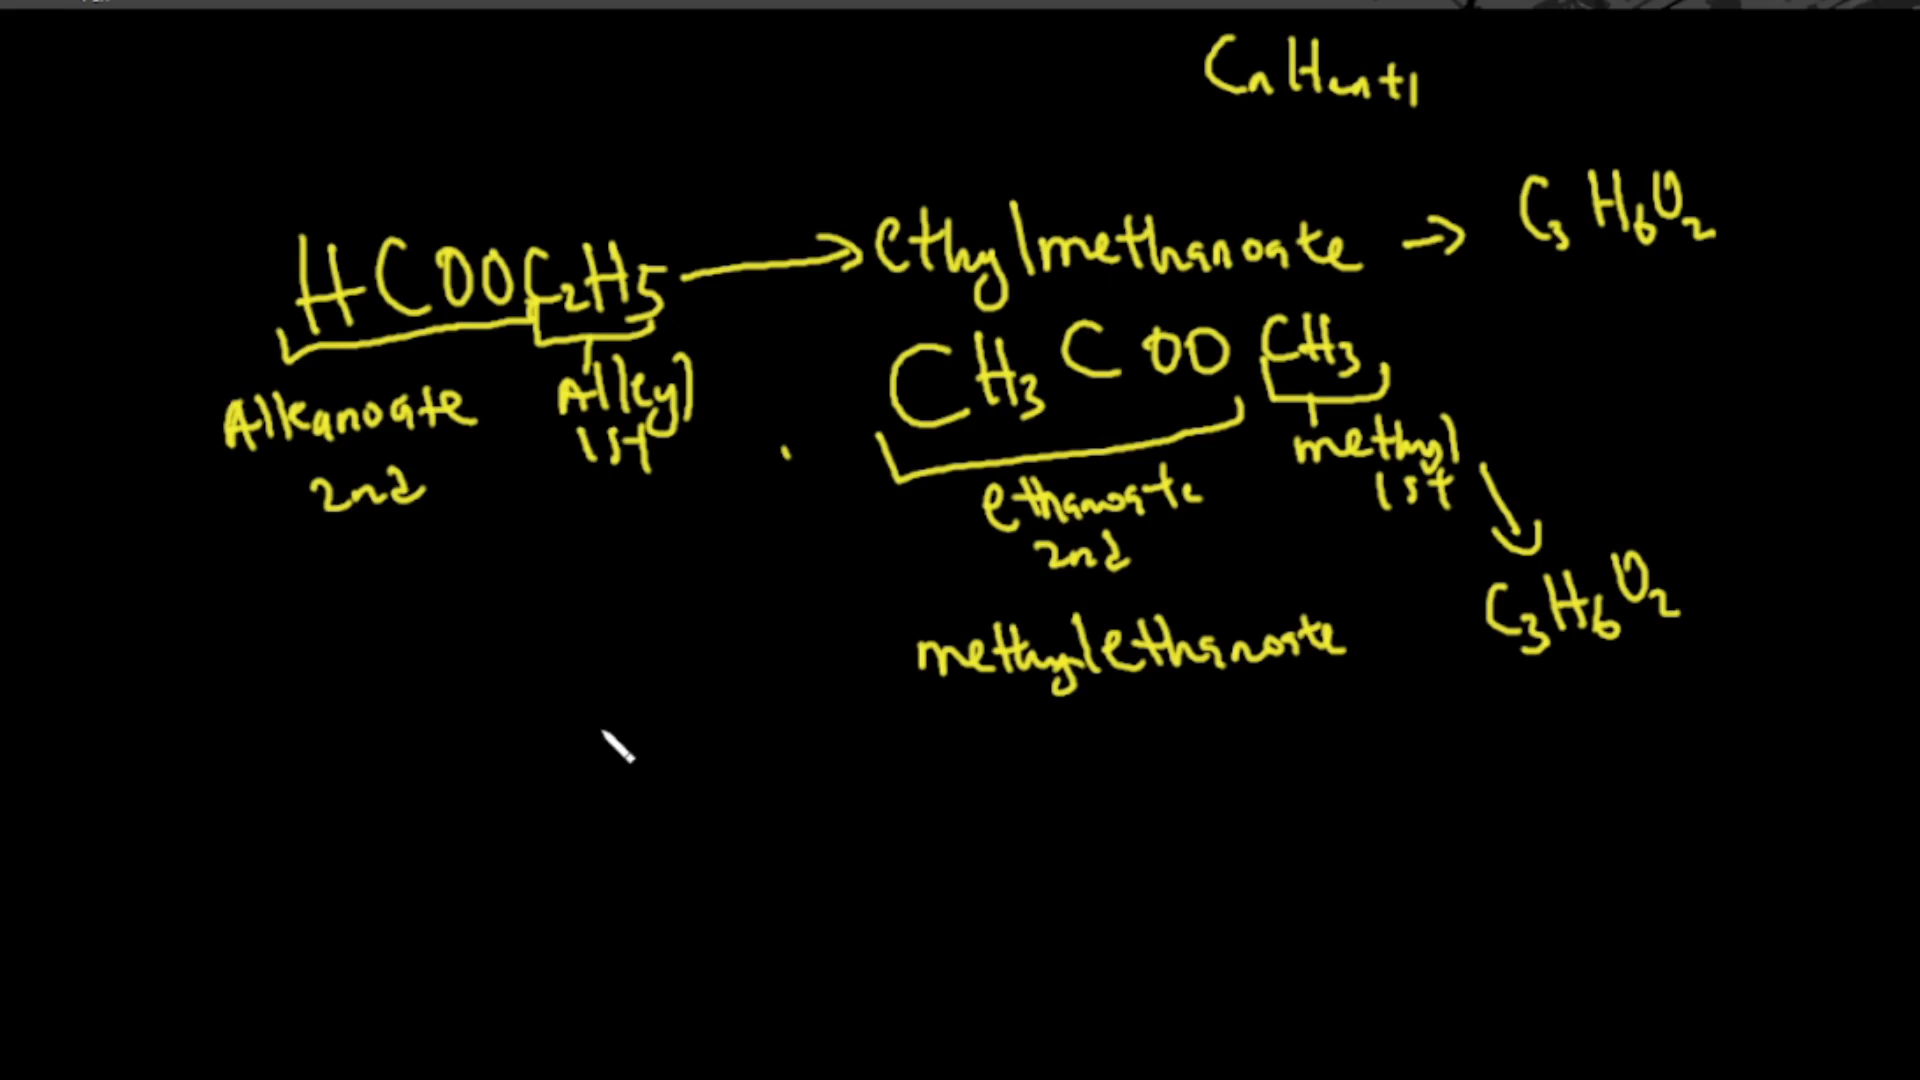 CnH2n+1
HCOOC2H5 → Ethylmethanoate → C3H6O2
Alkanoate
2nd
Alkyl
1st
CH3COOCH3
ethanoate
2nd
methyl
1st
C3H6O2
methylethanoate